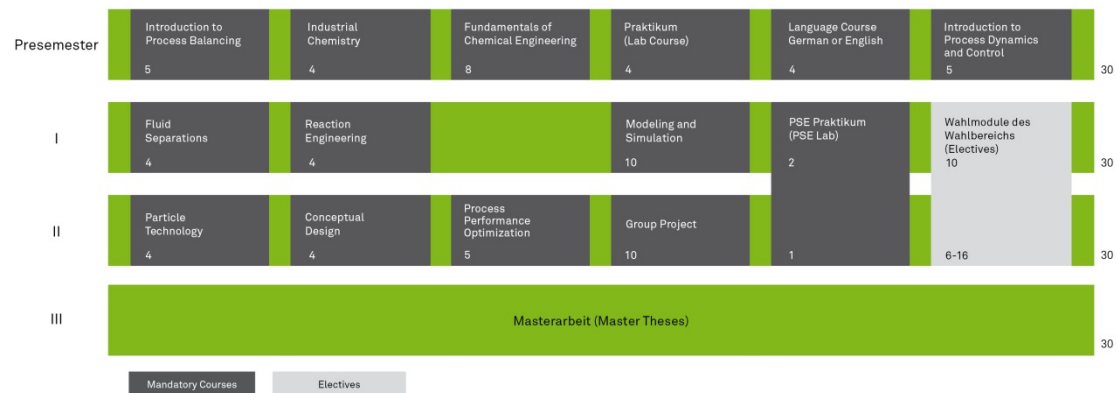 Presemester
Introduction to
Process Balancing
5
Industrial
Chemistry
4
Fundamentals of
Chemical Engineering
8
Praktikum
(Lab Course)
4
Language Course
German or English
4
Introduction to
Process Dynamics
and Control
5
30
I
Fluid
Separations
4
Reaction
Engineering
4
Modeling and
Simulation
10
PSE Praktikum
(PSE Lab)
2
Wahlmodule des
Wahlbereichs
(Electives)
10
30
II
Particle
Technology
4
Conceptual
Design
4
Process
Performance
Optimization
5
Group Project
10
1
6-16
30
III
Masterarbeit (Master Theses)
30
Mandatory Courses
Electives